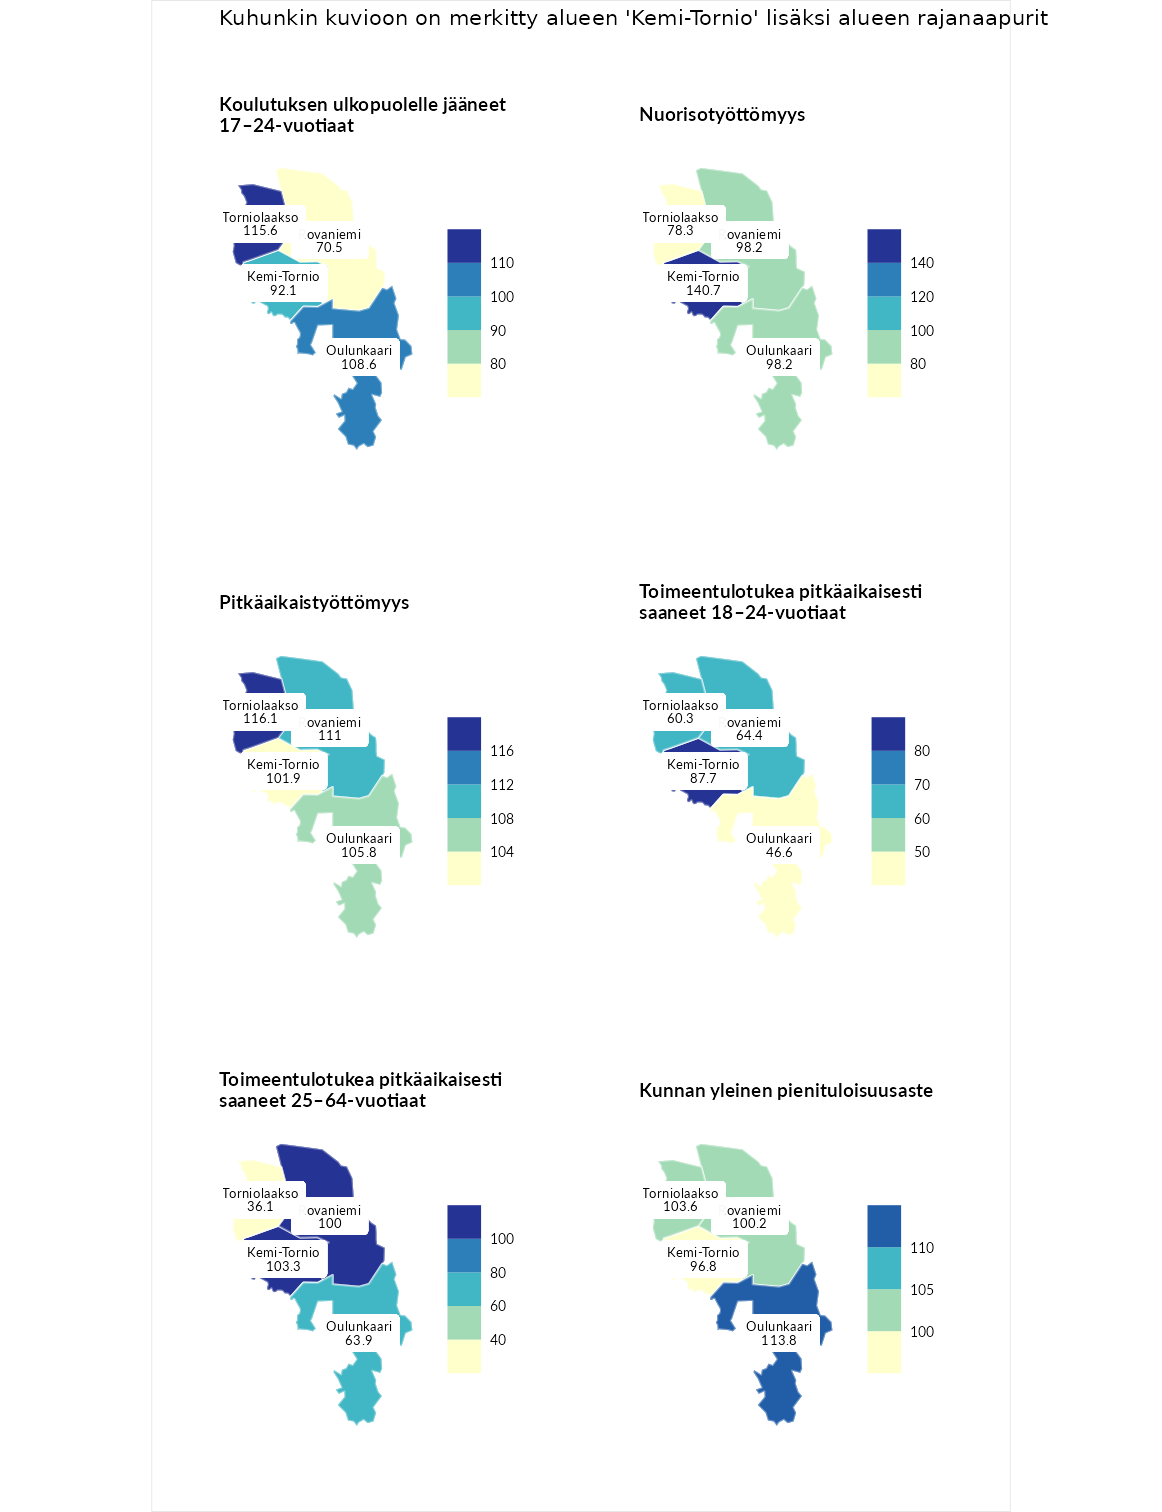 Kuhunkin kuvioon on merkitty alueen 'Kemi-Tornio' lisäksi alueen rajanaapurit
Koulutuksen ulkopuolelle jääneet
17–24-vuotiaat
Torniolaakso
115.6
Rovaniemi
70.5
Kemi-Tornio
92.1
Oulunkaari
108.6
110
100
90
80
Nuorisotyöttömyys
Torniolaakso
78.3
Rovaniemi
98.2
Kemi-Tornio
140.7
Oulunkaari
98.2
140
120
100
80
Pitkäaikaistyöttömyys
Torniolaakso
116.1
Rovaniemi
111
Kemi-Tornio
101.9
Oulunkaari
105.8
116
112
108
104
Toimeentulotukea pitkäaikaisesti
saaneet 18–24-vuotiaat
Torniolaakso
60.3
Rovaniemi
64.4
Kemi-Tornio
87.7
Oulunkaari
46.6
80
70
60
50
Toimeentulotukea pitkäaikaisesti
saaneet 25–64-vuotiaat
Torniolaakso
36.1
Rovaniemi
100
Kemi-Tornio
103.3
Oulunkaari
63.9
100
80
60
40
Kunnan yleinen pienituloisuusaste
Torniolaakso
103.6
Rovaniemi
100.2
Kemi-Tornio
96.8
Oulunkaari
113.8
110
105
100